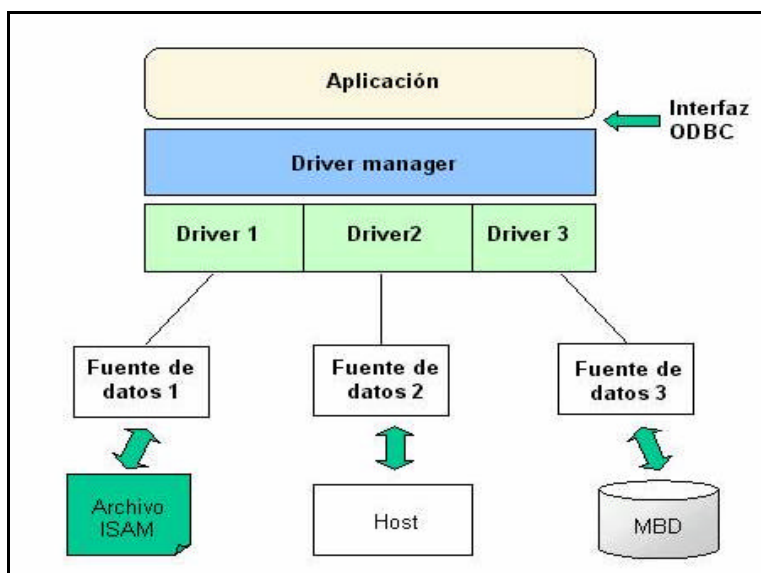 Aplicación
Interfaz
ODBC
Driver manager
Driver 1
Driver2
Driver 3
Fuente de
datos 1
Fuente de
datos 2
Fuente de
datos 3
Archivo
ISAM
Host
MBD